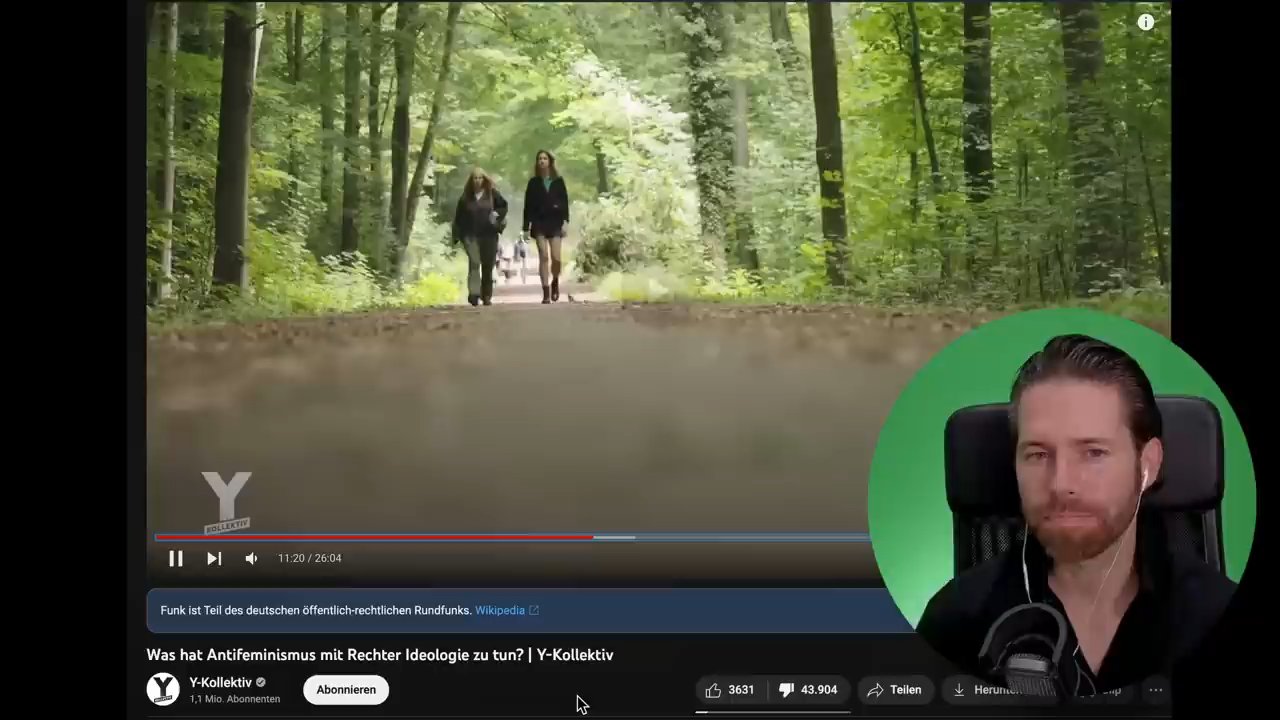 Y
KOLLEKTIV
11:20 / 26:04
Funk ist Teil des deutschen öffentlich-rechtlichen Rundfunks. Wikipedia
Was hat Antifeminismus mit Rechter Ideologie zu tun? | Y-Kollektiv
Y-Kollektiv
1,1 Mio. Abonnenten
Abonnieren
3631
43.904
Teilen